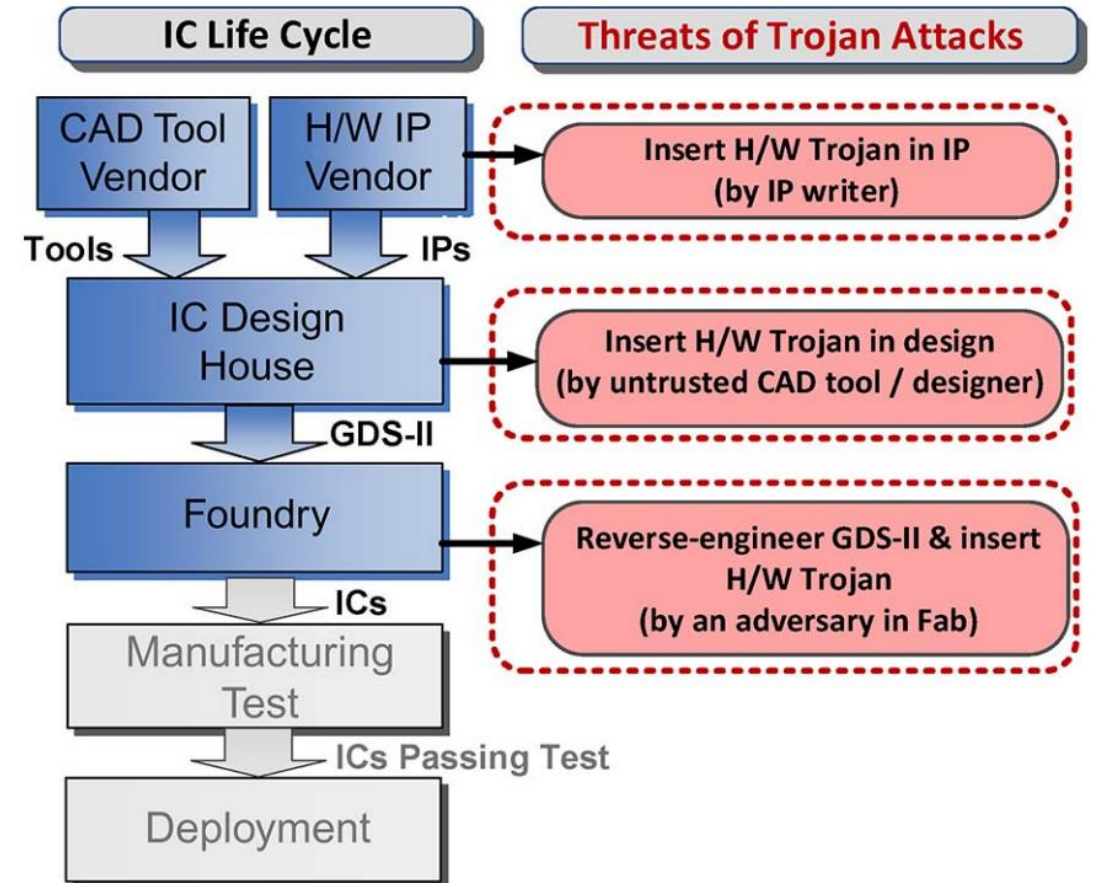 IC Life Cycle
Threats of Trojan Attacks
CAD Tool
Vendor
H/W IP
Vendor
Insert H/W Trojan in IP
(by IP writer)
Tools
IPs
IC Design
House
Insert H/W Trojan in design
(by untrusted CAD tool / designer)
GDS-II
Foundry
Reverse-engineer GDS-II & insert
H/W Trojan
(by an adversary in Fab)
ICs
Manufacturing
Test
ICs Passing Test
Deployment